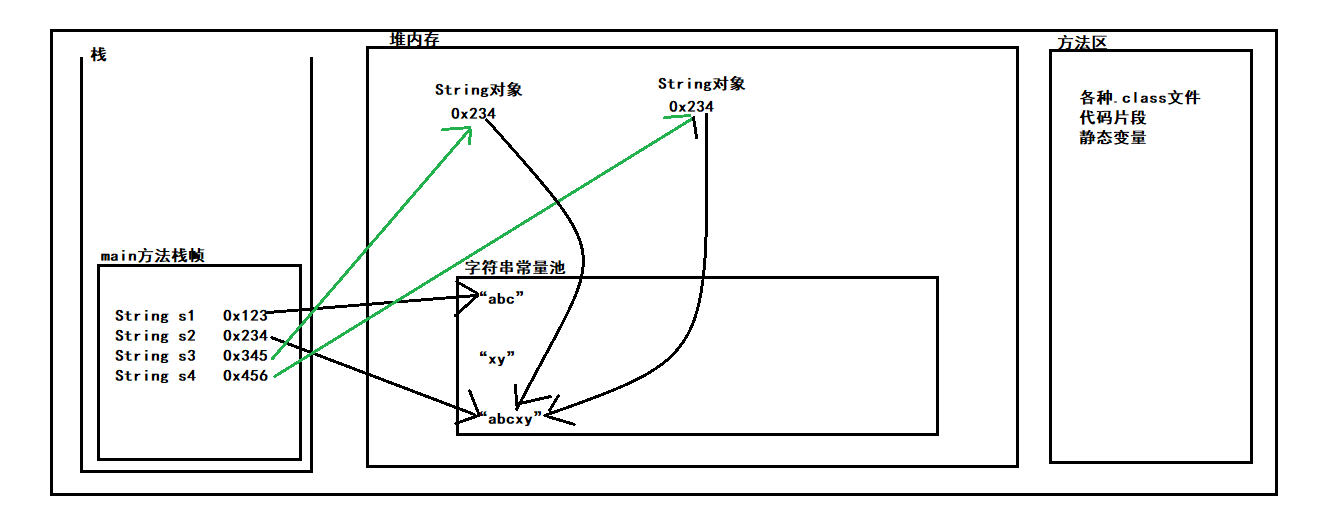 栈
堆内存
方法区
String对象
0x234
String对象
0x234
各种.class文件
代码片段
静态变量
main方法栈帧
String s1 0x123
String s2 0x234
String s3 0x345
String s4 0x456
字符串常量池
“abc”
“xy”
“abcxy”